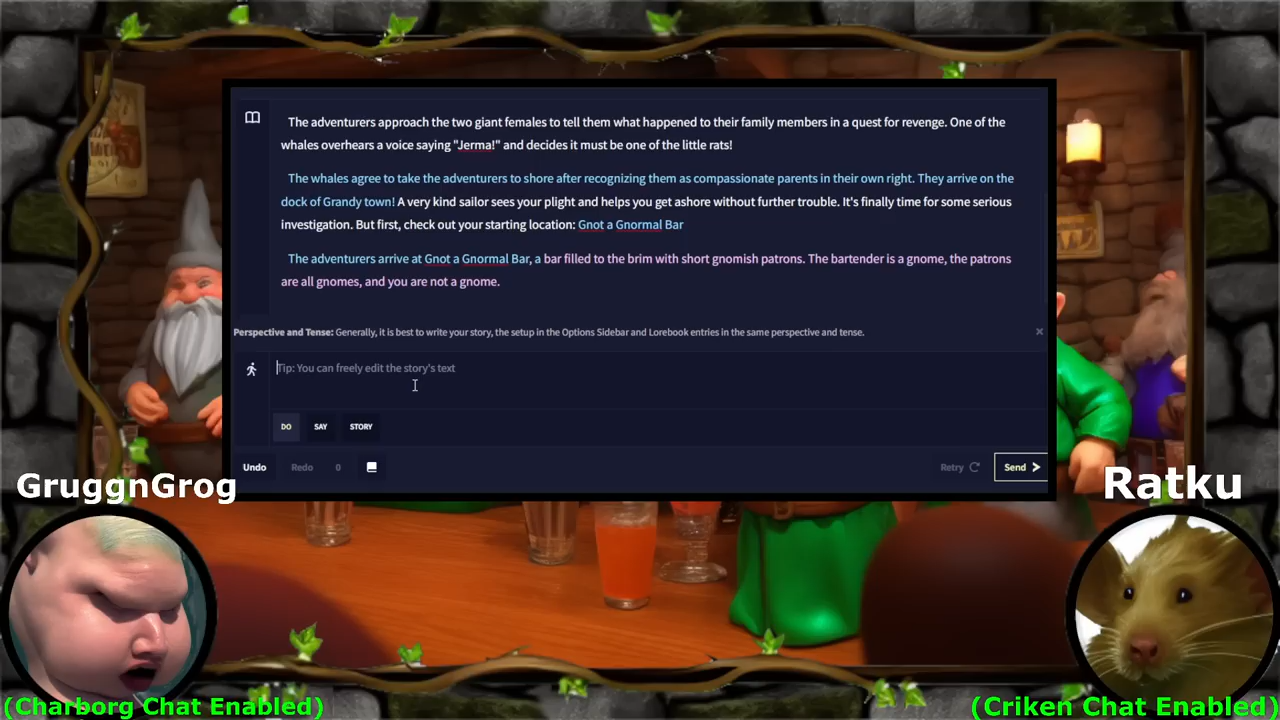 The adventurers approach the two giant females to tell them what happened to their family members in a quest for revenge. One of the
whales overhears a voice saying "Jerma!" and decides it must be one of the little rats!
The whales agree to take the adventurers to shore after recognizing them as compassionate parents in their own right. They arrive on the
dock of Grandy town! A very kind sailor sees your plight and helps you get ashore without further trouble. It's finally time for some serious
investigation. But first, check out your starting location: Gnot a Gnormal Bar
The adventurers arrive at Gnot a Gnormal Bar, a bar filled to the brim with short gnomish patrons. The bartender is a gnome, the patrons
are all gnomes, and you are not a gnome.
Perspective and Tense: Generally, it is best to write your story, the setup in the Options Sidebar and Lorebook entries in the same perspective and tense.
Tip: You can freely edit the story's text
DO SAY STORY
Undo Redo 0 Retry Send
GruggnGrog
Ratku
(Charborg Chat Enabled)
(Criken Chat Enabled)